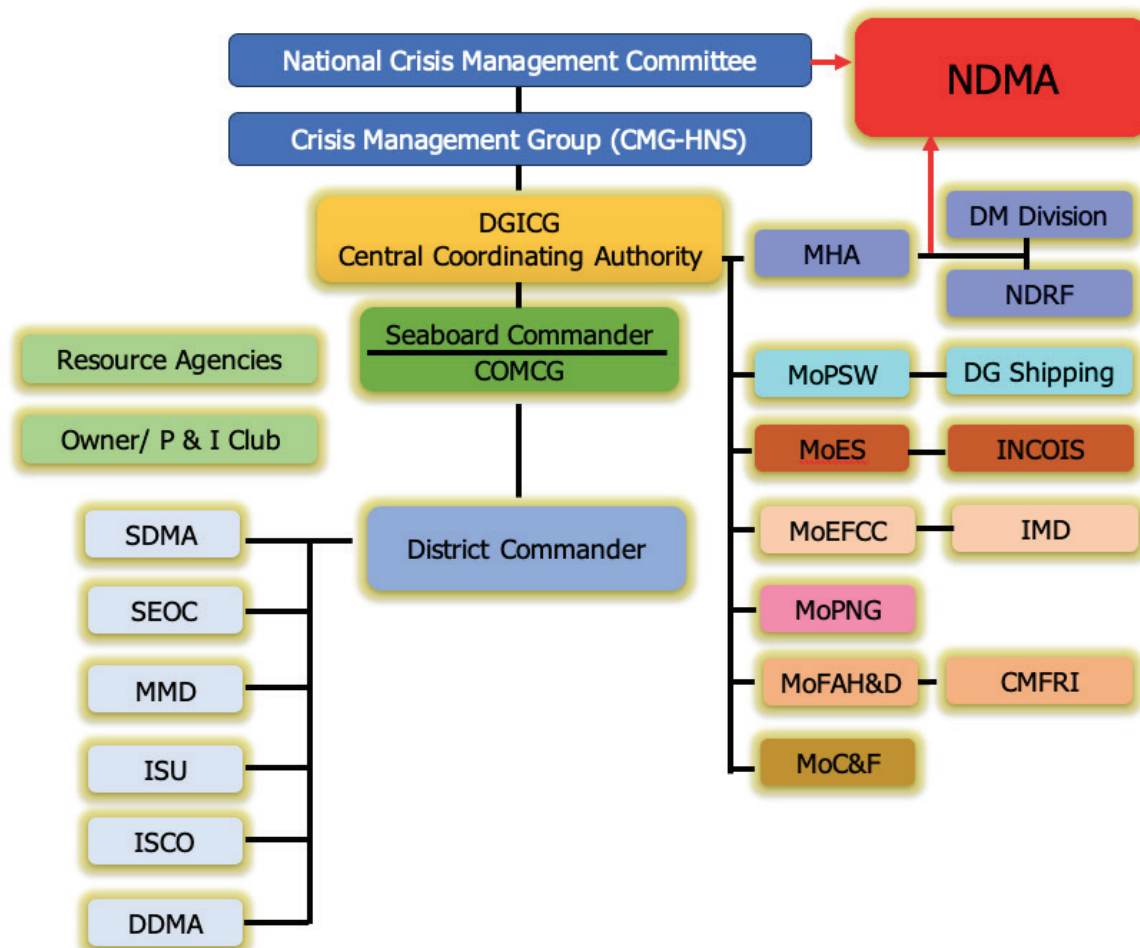 National Crisis Management Committee
NDMA
Crisis Management Group (CMG-HNS)
DGICG
Central Coordinating Authority
MHA
DM Division
NDRF
Seaboard Commander
COMCG
Resource Agencies
Owner/ P & I Club
MoPSW
DG Shipping
MoES
INCOIS
MoEFCC
IMD
MoPNG
MoFAH&D
CMFRI
MoC&F
District Commander
SDMA
SEOC
MMD
ISU
ISCO
DDMA